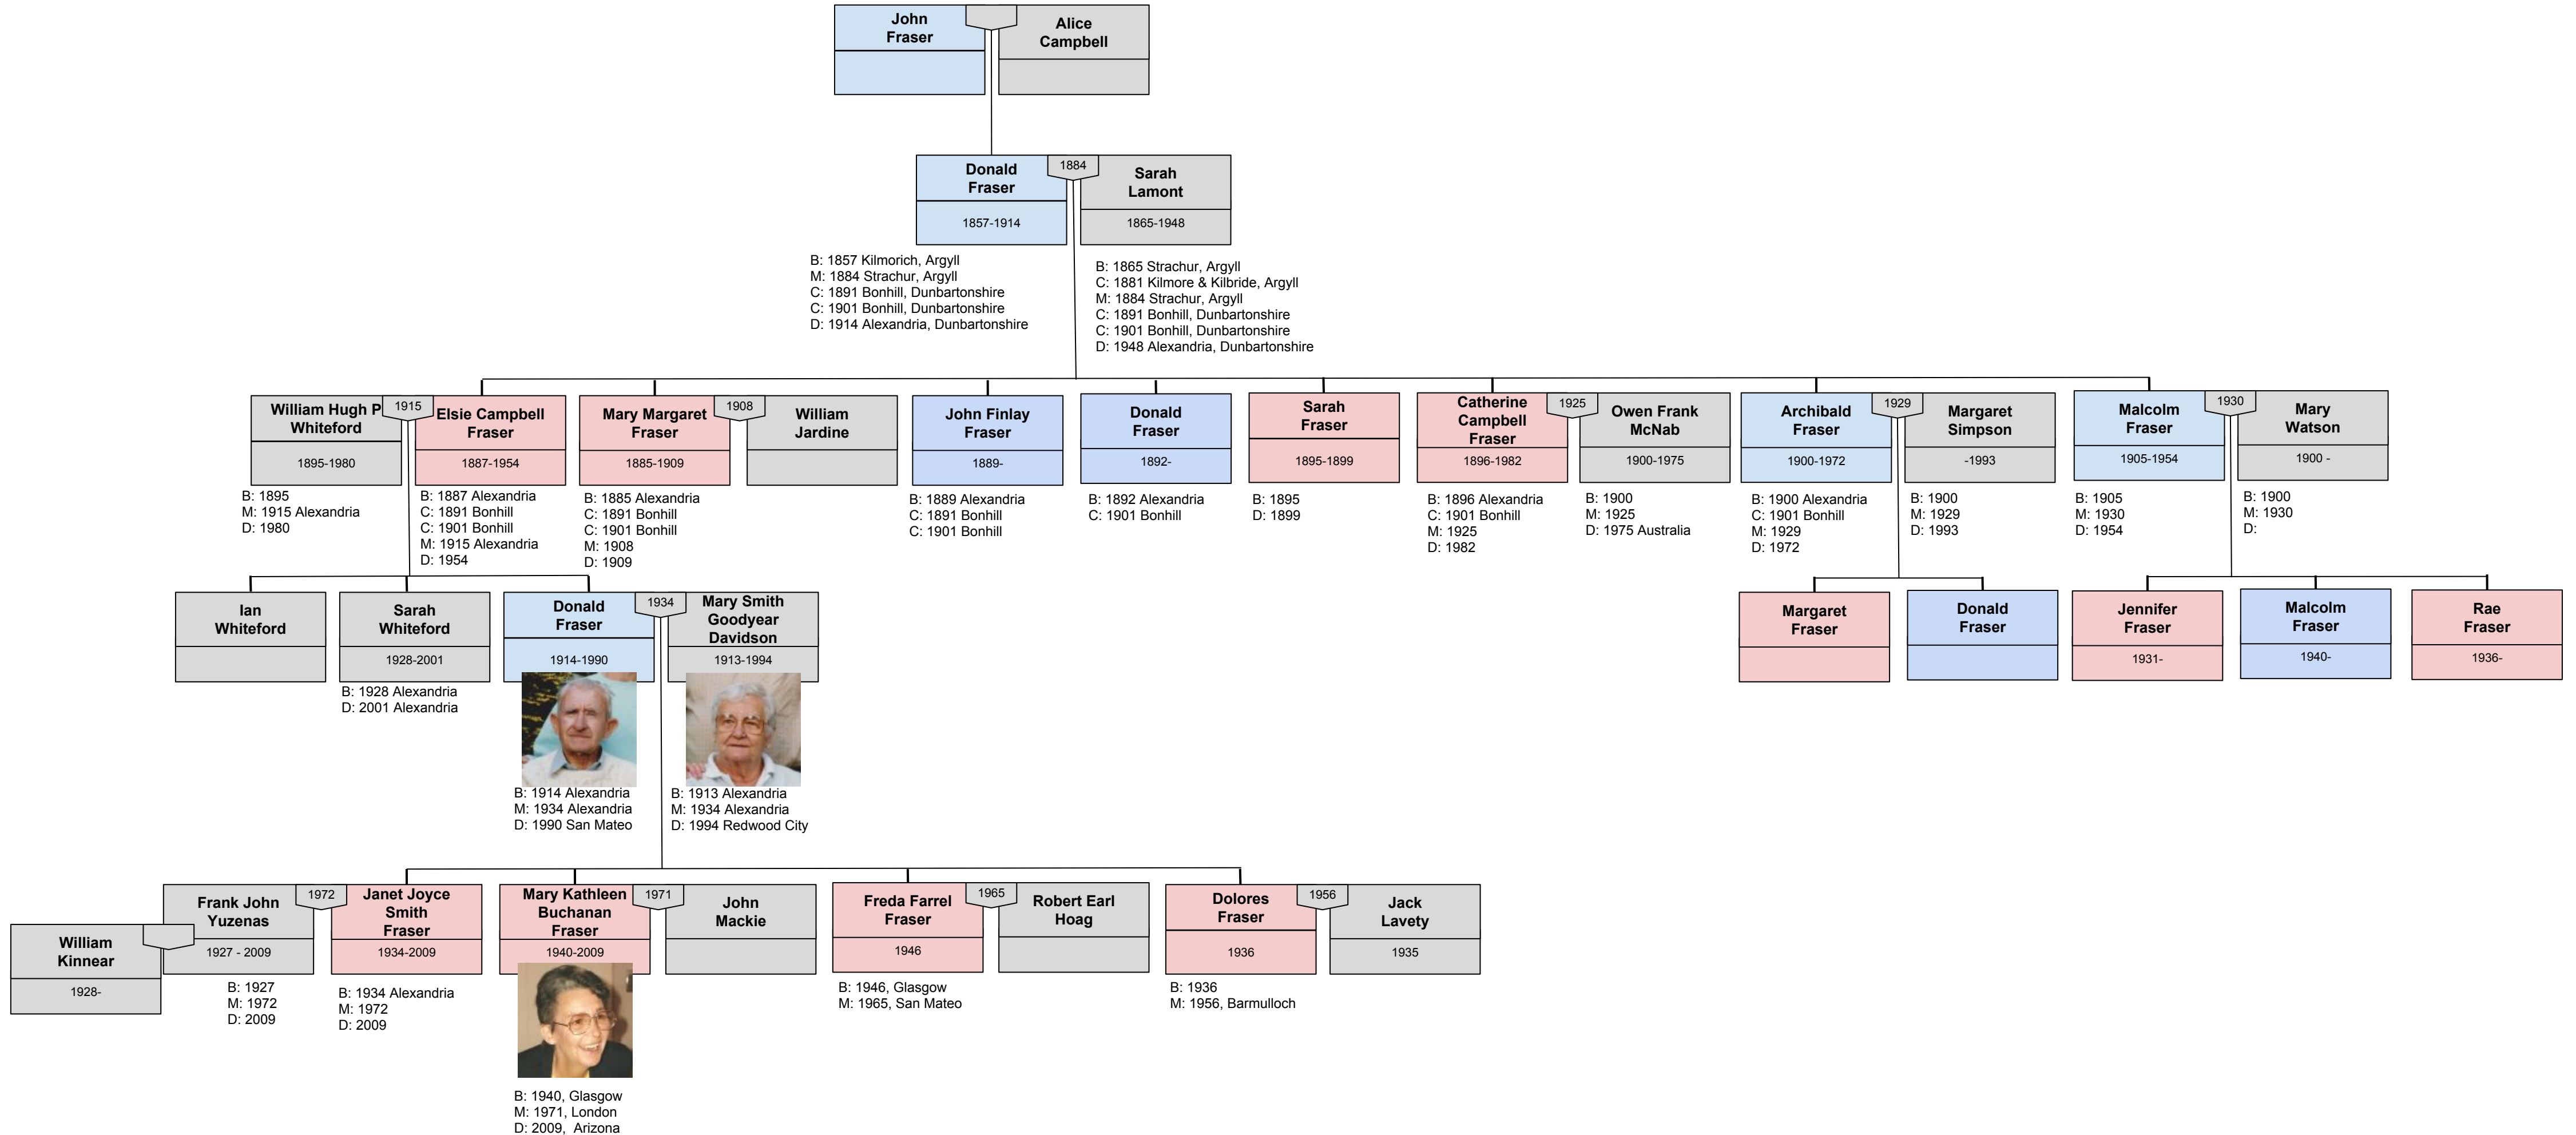 John
Fraser
Alice
Campbell
Donald
Fraser
1857-1914
1884
Sarah
Lamont
1865-1948
B: 1857 Kilmorich, Argyll
M: 1884 Strachur, Argyll
C: 1891 Bonhill, Dunbartonshire
C: 1901 Bonhill, Dunbartonshire
D: 1914 Alexandria, Dunbartonshire
B: 1865 Strachur, Argyll
C: 1881 Kilmore & Kilbride, Argyll
M: 1884 Strachur, Argyll
C: 1891 Bonhill, Dunbartonshire
C: 1901 Bonhill, Dunbartonshire
D: 1948 Alexandria, Dunbartonshire
William Hugh P
Whiteford
1895-1980
B: 1895
M: 1915 Alexandria
D: 1980
1915
Elsie Campbell
Fraser
1887-1954
B: 1887 Alexandria
C: 1891 Bonhill
C: 1901 Bonhill
M: 1915 Alexandria
D: 1954
Mary Margaret
Fraser
1885-1909
B: 1885 Alexandria
C: 1891 Bonhill
C: 1901 Bonhill
M: 1908
D: 1909
1908
William
Jardine
John Finlay
Fraser
1889-
B: 1889 Alexandria
C: 1891 Bonhill
C: 1901 Bonhill
Donald
Fraser
1892-
B: 1892 Alexandria
C: 1901 Bonhill
Sarah
Fraser
1895-1899
B: 1895
D: 1899
Catherine
Campbell
Fraser
1896-1982
B: 1896 Alexandria
C: 1901 Bonhill
M: 1925
D: 1982
1925
Owen Frank
McNab
1900-1975
B: 1900
M: 1925
D: 1975 Australia
Archibald
Fraser
1900-1972
B: 1900 Alexandria
C: 1901 Bonhill
M: 1929
D: 1972
1929
Margaret
Simpson
-1993
B: 1900
M: 1929
D: 1993
Malcolm
Fraser
1905-1954
B: 1905
M: 1930
D: 1954
1930
Mary
Watson
1900 -
B: 1900
M: 1930
D:
Ian
Whiteford
Sarah
Whiteford
1928-2001
B: 1928 Alexandria
D: 2001 Alexandria
Donald
Fraser
1914-1990
B: 1914 Alexandria
M: 1934 Alexandria
D: 1990 San Mateo
1934
Mary Smith
Goodyear
Davidson
1913-1994
B: 1913 Alexandria
M: 1934 Alexandria
D: 1994 Redwood City
Margaret
Fraser
Donald
Fraser
Jennifer
Fraser
1931-
Malcolm
Fraser
1940-
Rae
Fraser
1936-
William
Kinnear
1928-
Frank John
Yuzenas
1927 - 2009
B: 1927
M: 1972
D: 2009
1972
Janet Joyce
Smith
Fraser
1934-2009
B: 1934 Alexandria
M: 1972
D: 2009
Mary Kathleen
Buchanan
Fraser
1940-2009
B: 1940, Glasgow
M: 1971, London
D: 2009, Arizona
1971
John
Mackie
Freda Farrel
Fraser
1946
B: 1946, Glasgow
M: 1965, San Mateo
1965
Robert Earl
Hoag
Dolores
Fraser
1936
B: 1936
M: 1956, Barmulloch
1956
Jack
Lavety
1935